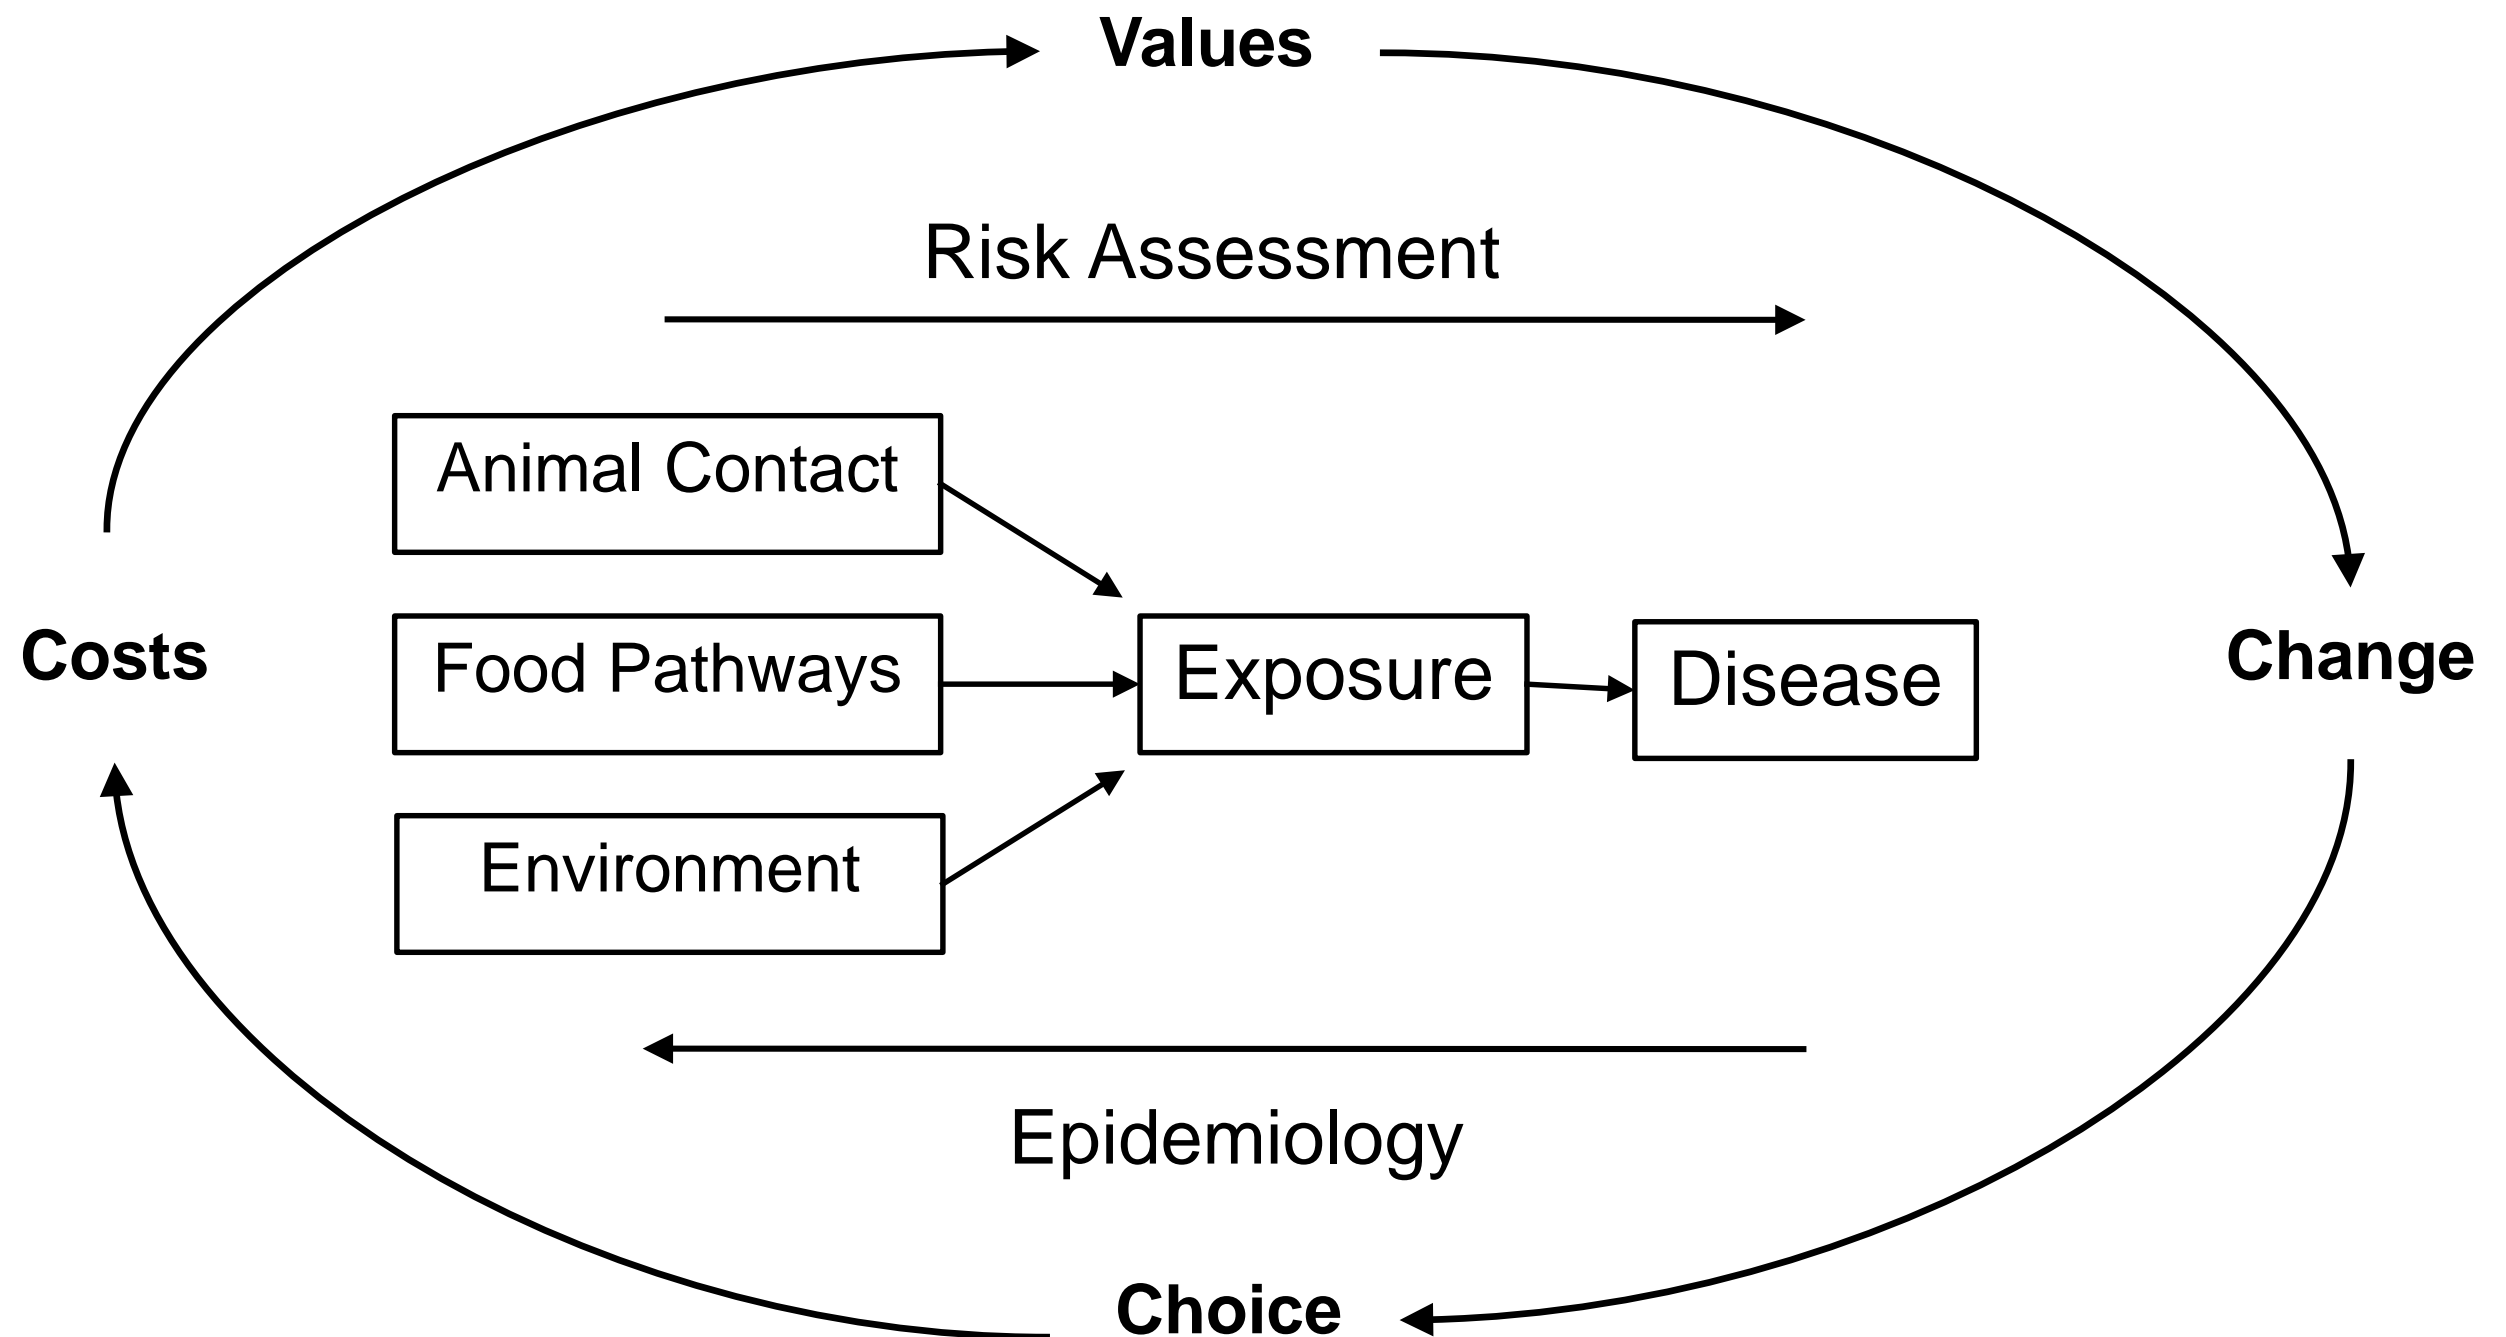 Values
Risk Assessment
Animal Contact
Costs
Food Pathways
Exposure
Disease
Change
Environment
Epidemiology
Choice